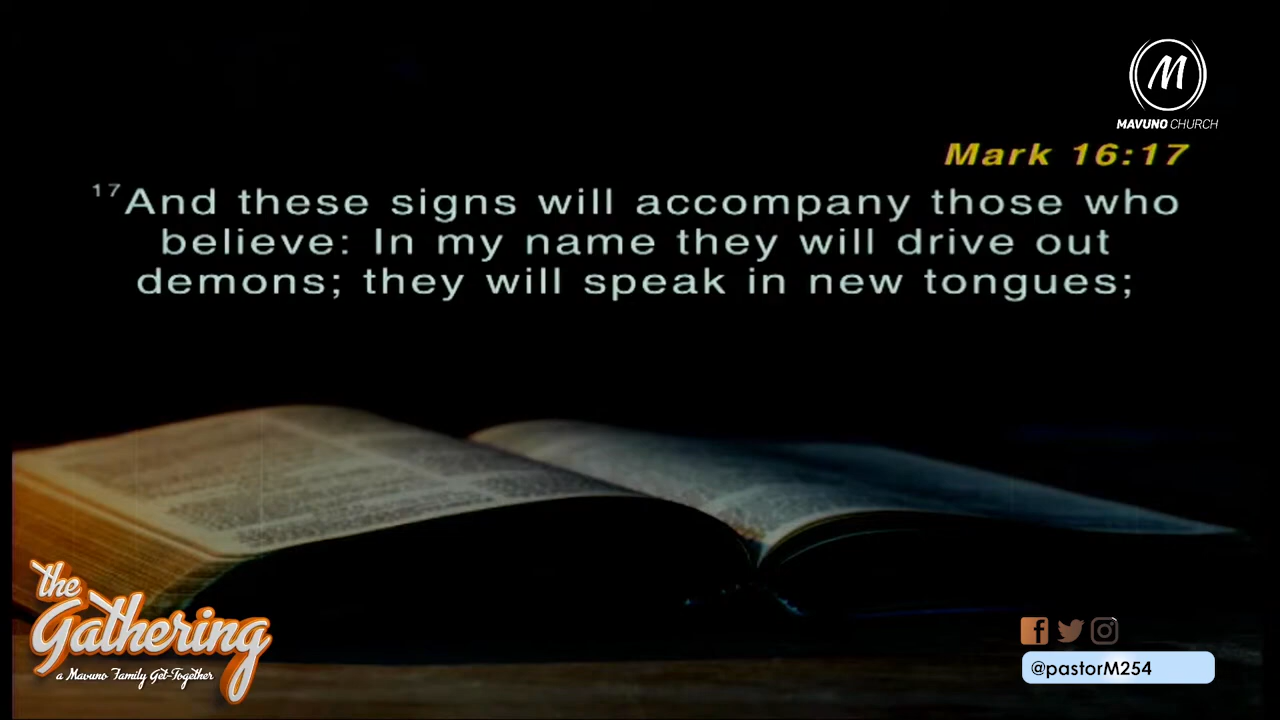 M
MAVUNO CHURCH
Mark 16:17
17And these signs will accompany those who
believe: In my name they will drive out
demons; they will speak in new tongues;
the
Gathering
a Mavuno Family Get-Together
@pastorM254